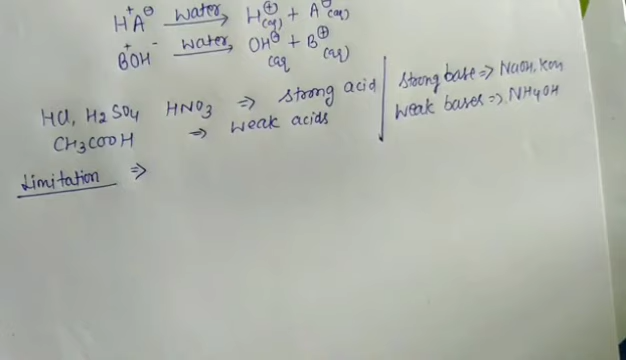 H⁺A⊖ water→ H⊕(aq) + A⊖(aq)
B⁺OH⁻ water→ OH⊖(aq) + B⊕(aq)
HCl, H2SO4 HNO3 ⇒ strong acid
CH3COOH ⇒ weak acids
strong base ⇒ NaOH, KOH
weak bases ⇒ NH4OH
Limitation ⇒